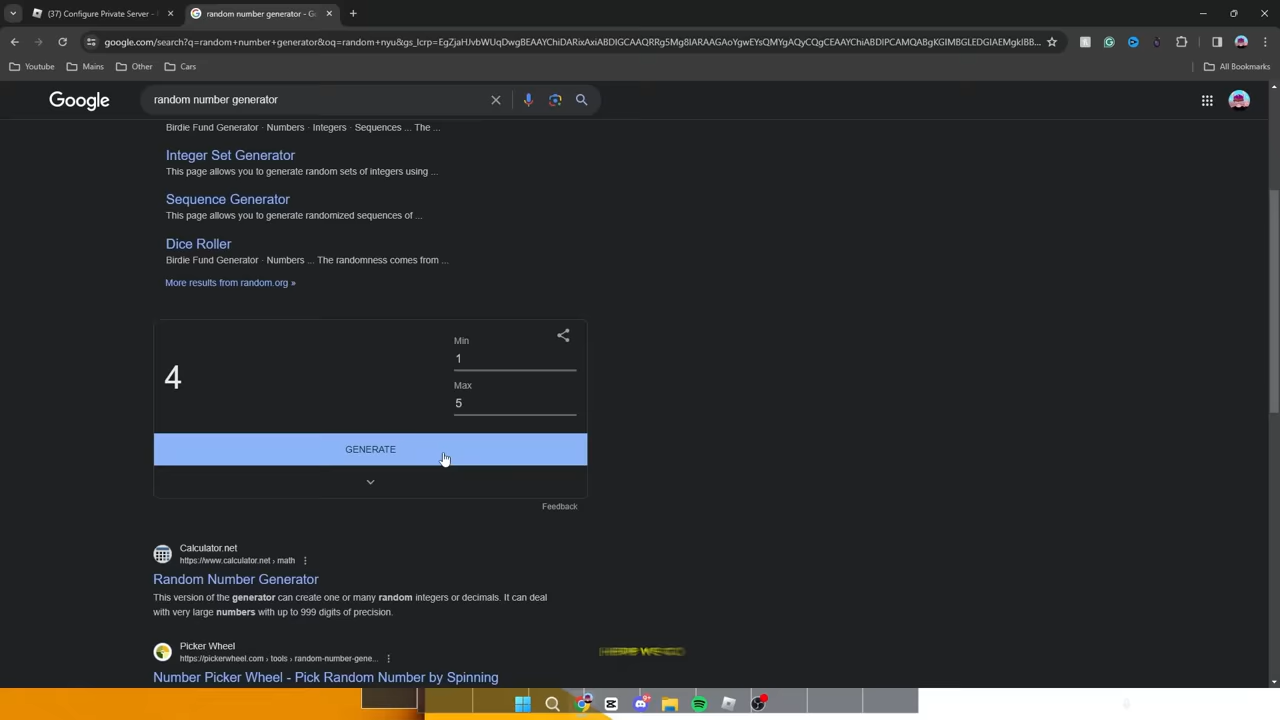 (37) Configure Private Server -
random number generator - Go
google.com/search?q=random+number+generator&oq=random+nyu&gs_lcrp=EgZjaHJvbWUqDwgBEAAYChiDARixAxiABDIGCAAQRRg5Mg8IARAAGAoYgwEYsQMYgAQyCQgCEAAYChiABDIPCAMQABgKGIMBGLEDGIAEMgkIBB...
Youtube
Mains
Other
Cars
All Bookmarks
Google
random number generator
Birdie Fund Generator · Numbers · Integers · Sequences ... The ...
Integer Set Generator
This page allows you to generate random sets of integers using ...
Sequence Generator
This page allows you to generate randomized sequences of ...
Dice Roller
Birdie Fund Generator · Numbers ... The randomness comes from ...
More results from random.org »
Min
1
4
Max
5
GENERATE
Feedback
Calculator.net
https://www.calculator.net › math
Random Number Generator
This version of the generator can create one or many random integers or decimals. It can deal
with very large numbers with up to 999 digits of precision.
Picker Wheel
https://pickerwheel.com › tools › random-number-gene...
HERE WE GO
Number Picker Wheel - Pick Random Number by Spinning
9+